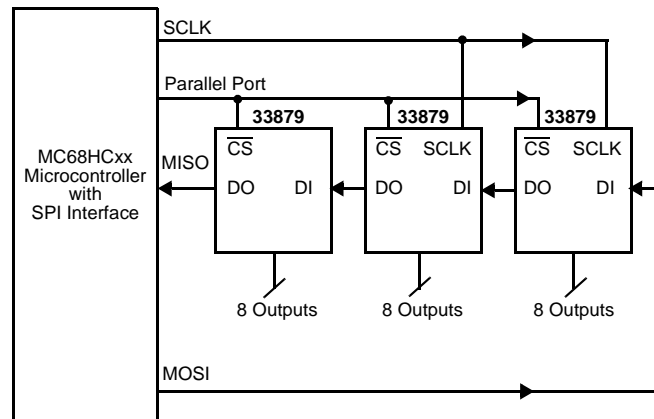 SCLK
Parallel Port
33879 33879 33879
MC68HCxx
Microcontroller
with
SPI Interface
MISO
CS
DO DI
CS SCLK
DO DI
CS SCLK
DO DI
8 Outputs 8 Outputs 8 Outputs
MOSI